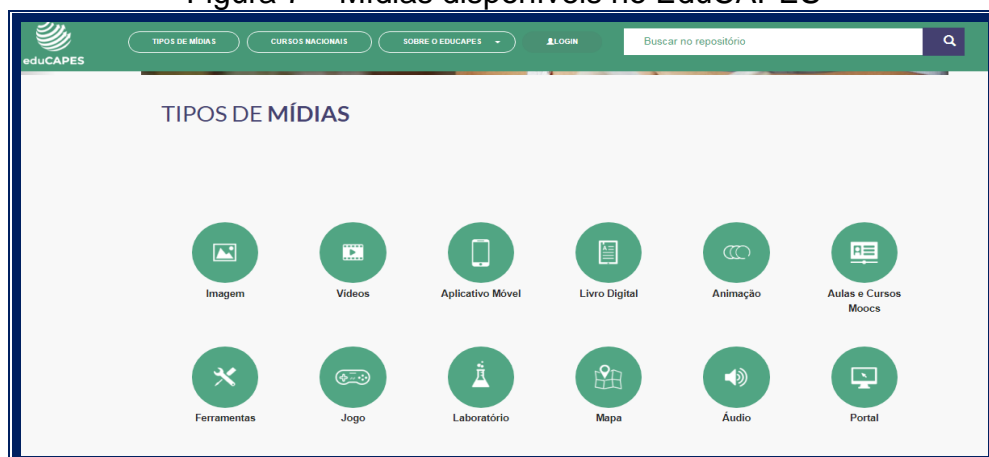 TIPOS DE MÍDIAS
CURSOS NACIONAIS
SOBRE O EDUCAPES
LOGIN
Buscar no repositório
eduCAPES
TIPOS DE MÍDIAS
Imagem
Vídeos
Aplicativo Móvel
Livro Digital
Animação
Aulas e Cursos
Moocs
Ferramentas
Jogo
Laboratório
Mapa
Áudio
Portal